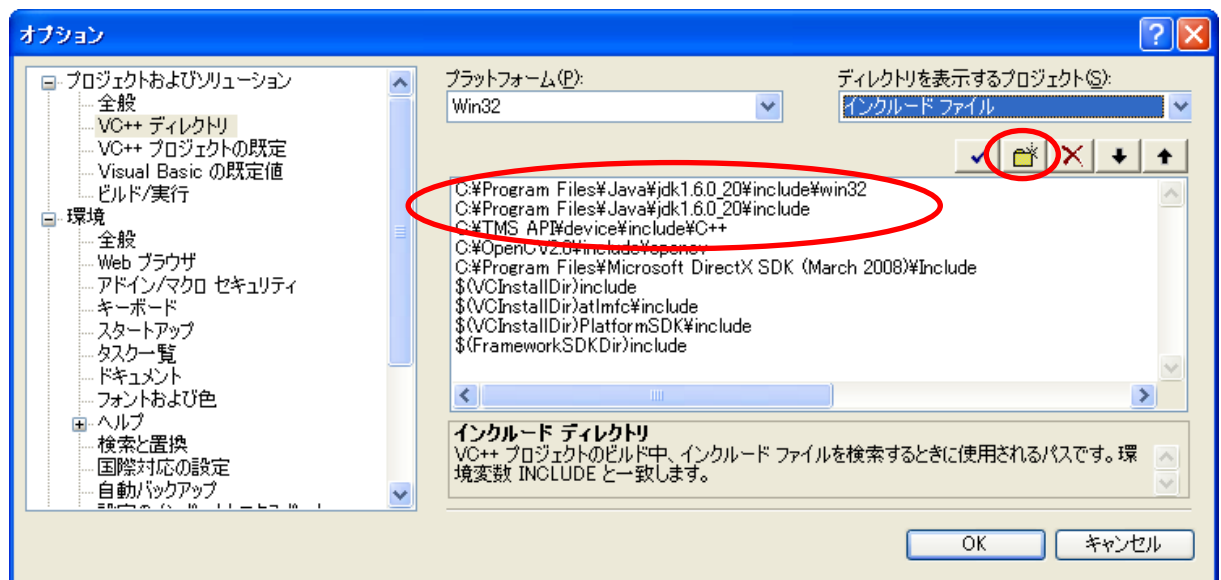 オプション
プロジェクトおよびソリューション
全般
VC++ ディレクトリ
VC++ プロジェクトの既定
Visual Basic の既定値
ビルド/実行
環境
全般
Web ブラウザ
アドイン/マクロ セキュリティ
キーボード
スタートアップ
タスク一覧
ドキュメント
フォントおよび色
ヘルプ
検索と置換
国際対応の設定
自動バックアップ
プラットフォーム(P):
Win32
ディレクトリを表示するプロジェクト(S):
インクルード ファイル
C:¥Program Files¥Java¥jdk1.6.0_20¥include¥win32
C:¥Program Files¥Java¥jdk1.6.0_20¥include
C:¥TMS API¥device¥include¥C++
C:¥OpenCV2.0¥include¥opencv
C:¥Program Files¥Microsoft DirectX SDK (March 2008)¥Include
$(VCInstallDir)include
$(VCInstallDir)atlmfc¥include
$(VCInstallDir)PlatformSDK¥include
$(FrameworkSDKDir)include
インクルード ディレクトリ
VC++ プロジェクトのビルド中、インクルード ファイルを検索するときに使用されるパスです。環
境変数 INCLUDE と一致します。
OK
キャンセル